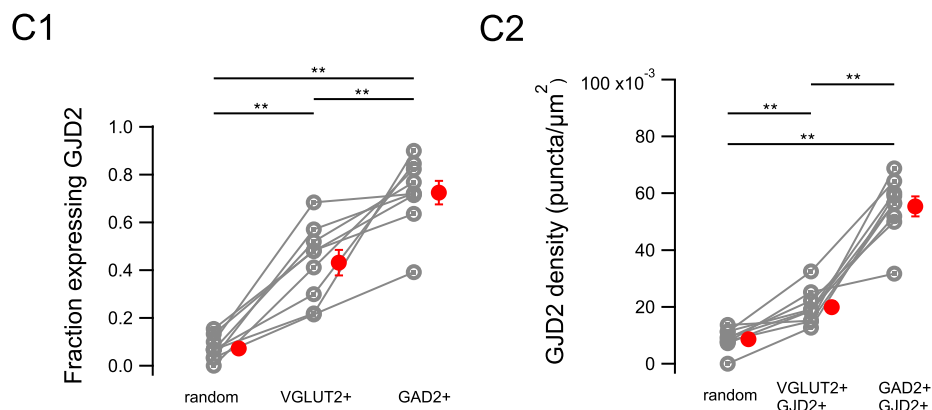 C1
**
**
**
Fraction expressing GJD2
1.0
0.8
0.6
0.4
0.2
0.0
random
VGLUT2+
GAD2+
C2
100 x10-3
**
**
**
GJD2 density (puncta/µm2)
80
60
40
20
0
random
VGLUT2+
GJD2+
GAD2+
GJD2+